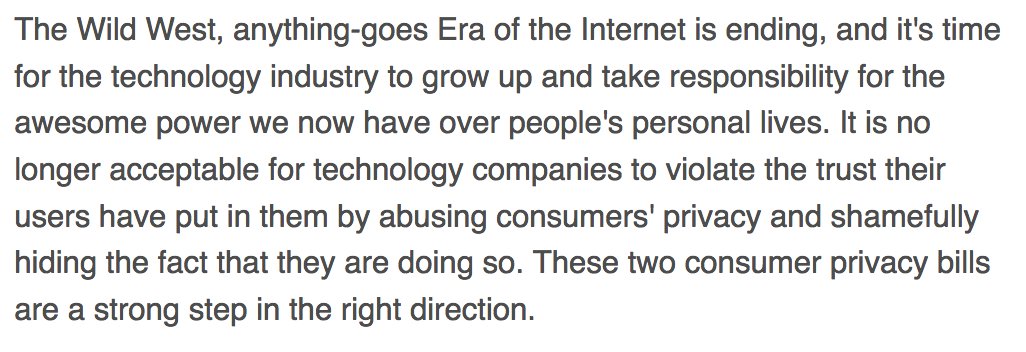 The Wild West, anything-goes Era of the Internet is ending, and it's time
for the technology industry to grow up and take responsibility for the
awesome power we now have over people's personal lives. It is no
longer acceptable for technology companies to violate the trust their
users have put in them by abusing consumers' privacy and shamefully
hiding the fact that they are doing so. These two consumer privacy bills
are a strong step in the right direction.